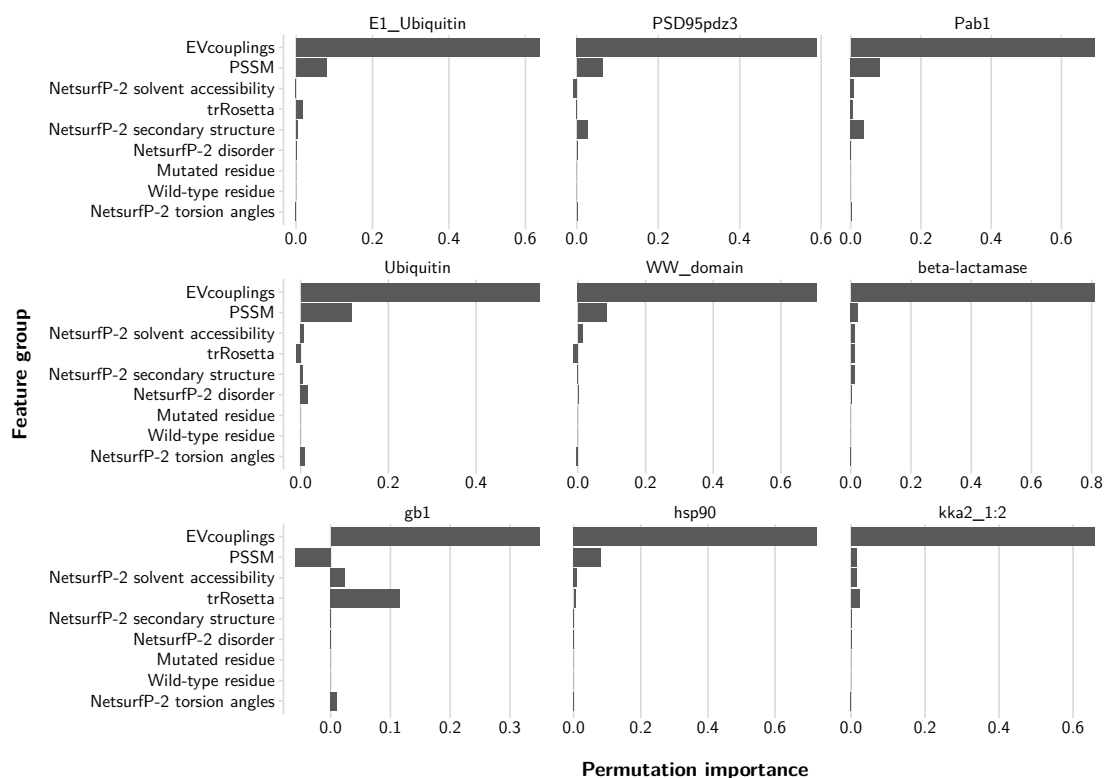 E1_Ubiquitin PSD95pdz3 Pab1
EVcouplings
PSSM
NetsurfP-2 solvent accessibility
trRosetta
NetsurfP-2 secondary structure
NetsurfP-2 disorder
Mutated residue
Wild-type residue
NetsurfP-2 torsion angles
0.0 0.2 0.4 0.6 0.0 0.2 0.4 0.6 0.0 0.2 0.4 0.6
Ubiquitin WW_domain beta-lactamase
EVcouplings
PSSM
NetsurfP-2 solvent accessibility
trRosetta
NetsurfP-2 secondary structure
NetsurfP-2 disorder
Mutated residue
Wild-type residue
NetsurfP-2 torsion angles
0.0 0.2 0.4 0.0 0.2 0.4 0.6 0.0 0.2 0.4 0.6 0.8
Feature group
gb1 hsp90 kka2_1:2
EVcouplings
PSSM
NetsurfP-2 solvent accessibility
trRosetta
NetsurfP-2 secondary structure
NetsurfP-2 disorder
Mutated residue
Wild-type residue
NetsurfP-2 torsion angles
0.0 0.1 0.2 0.3 0.0 0.2 0.4 0.6 0.0 0.2 0.4 0.6
Permutation importance